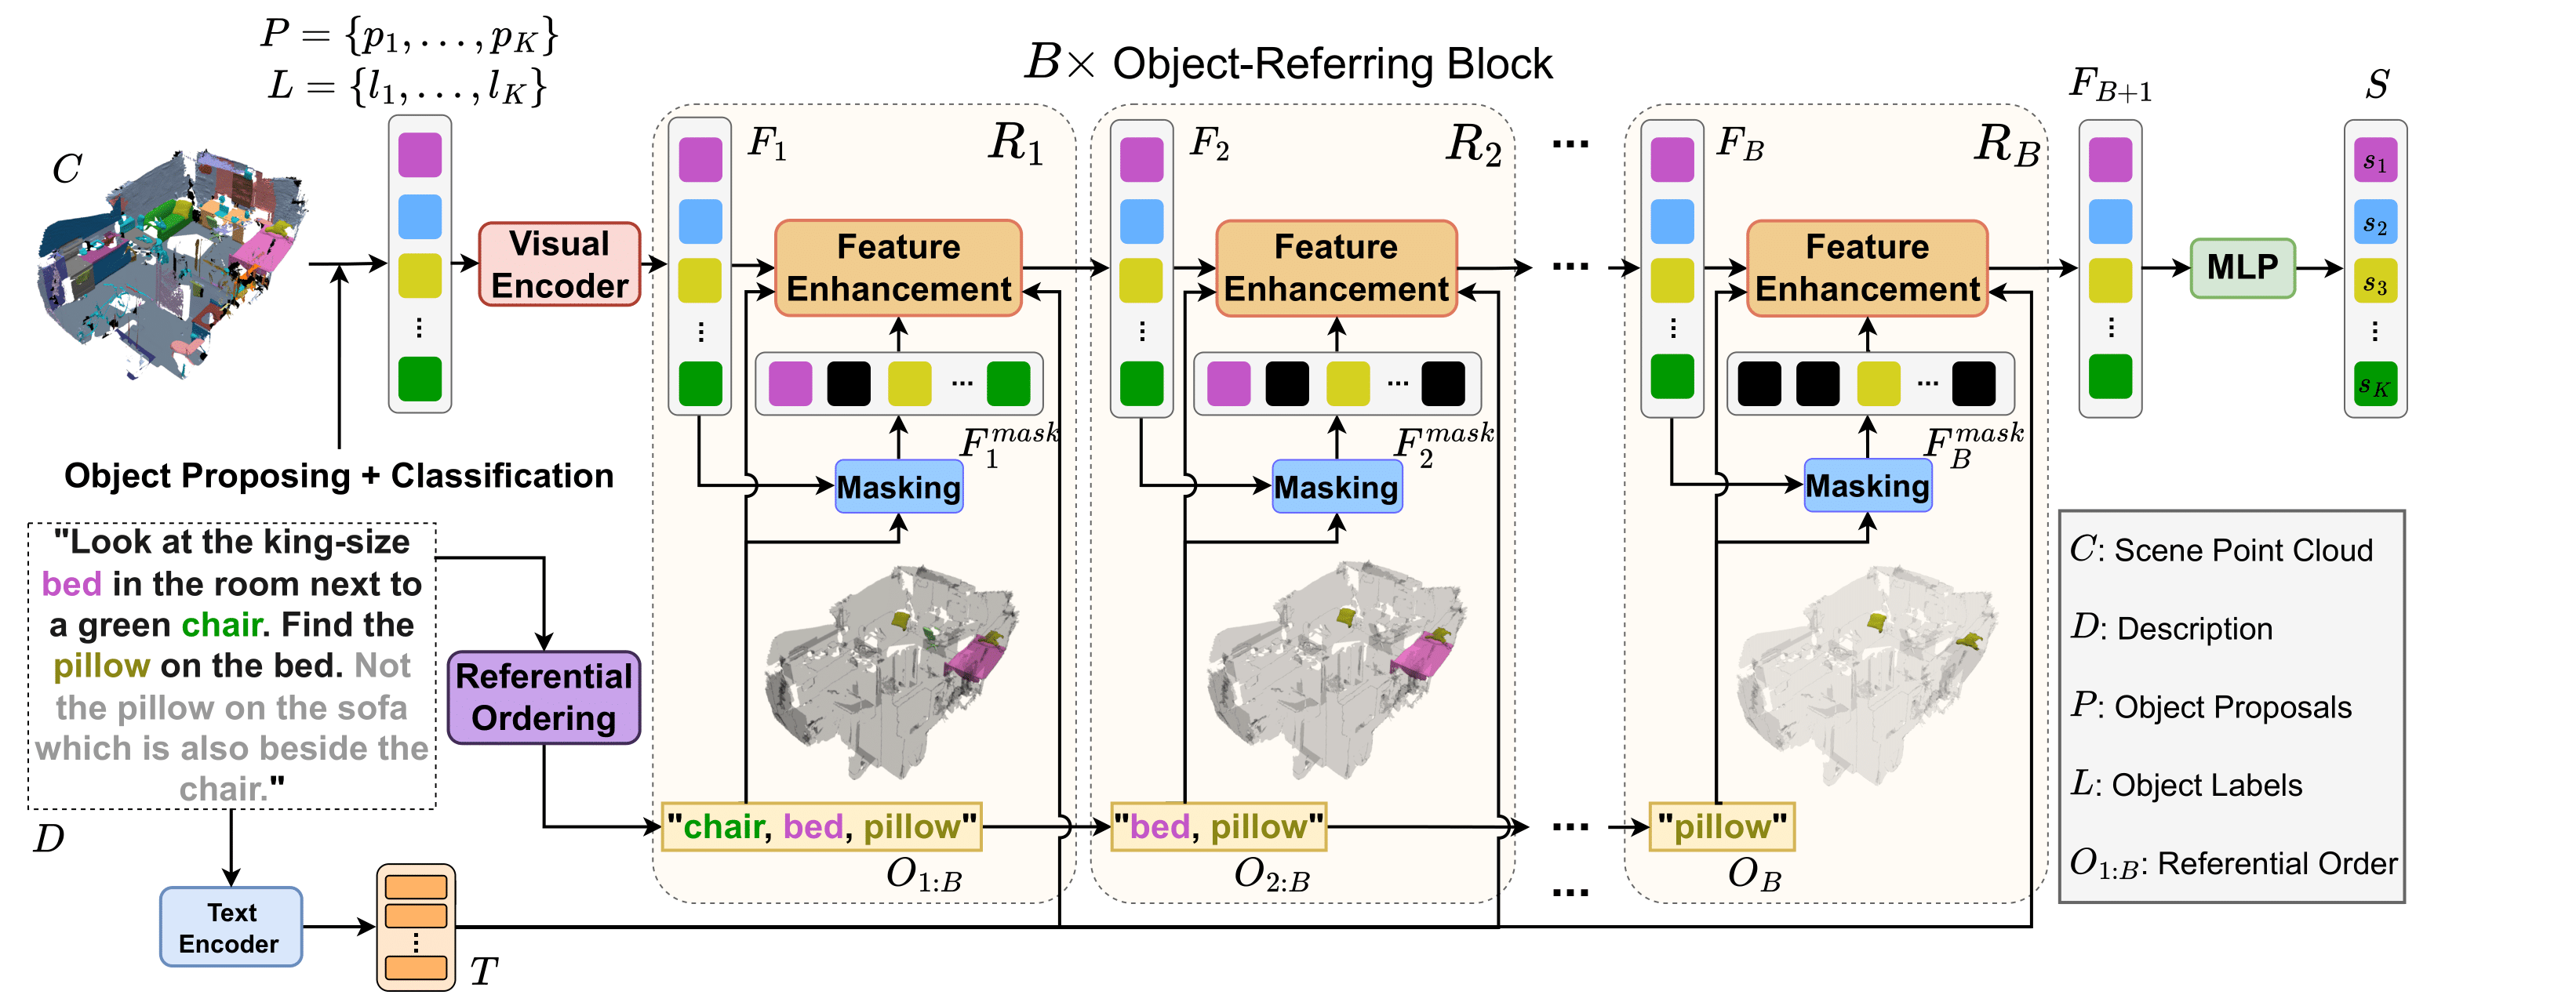 P = {p_1, ..., p_K}
L = {l_1, ..., l_K}
B× Object-Referring Block
C
Object Proposing + Classification
Visual
Encoder
F_1
R_1
Feature
Enhancement
F_1^{mask}
Masking
F_2
R_2
Feature
Enhancement
F_2^{mask}
Masking
...
...
F_B
R_B
Feature
Enhancement
F_B^{mask}
Masking
F_{B+1}
MLP
S
s_1
s_2
s_3
s_K
"Look at the king-size
bed in the room next to
a green chair. Find the
pillow on the bed. Not
the pillow on the sofa
which is also beside the
chair."
D
Referential
Ordering
"chair, bed, pillow"
O_{1:B}
"bed, pillow"
O_{2:B}
...
...
"pillow"
O_B
Text
Encoder
T
C: Scene Point Cloud
D: Description
P: Object Proposals
L: Object Labels
O_{1:B}: Referential Order